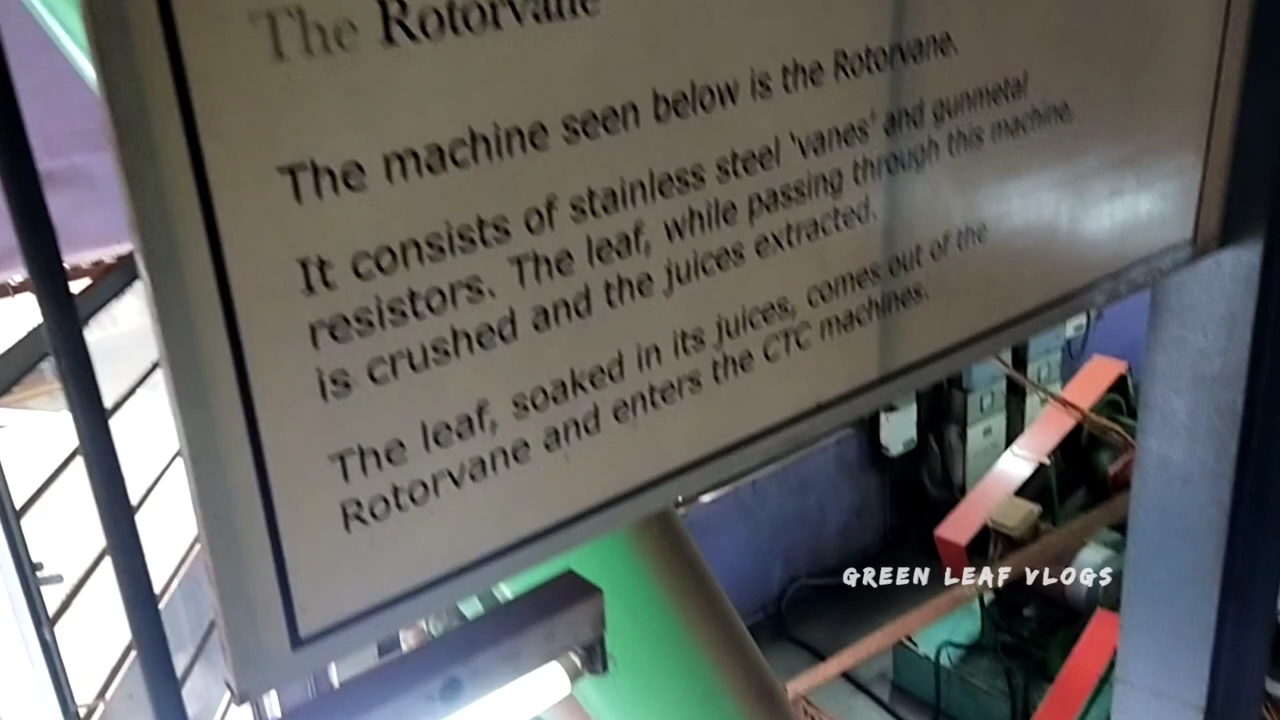 The Rotorvane
The machine seen below is the Rotorvane.
It consists of stainless steel 'vanes' and gunmetal
resistors. The leaf, while passing through this machine,
is crushed and the juices extracted.
The leaf, soaked in its juices, comes out of the
Rotorvane and enters the CTC machines.
GREEN LEAF VLOGS